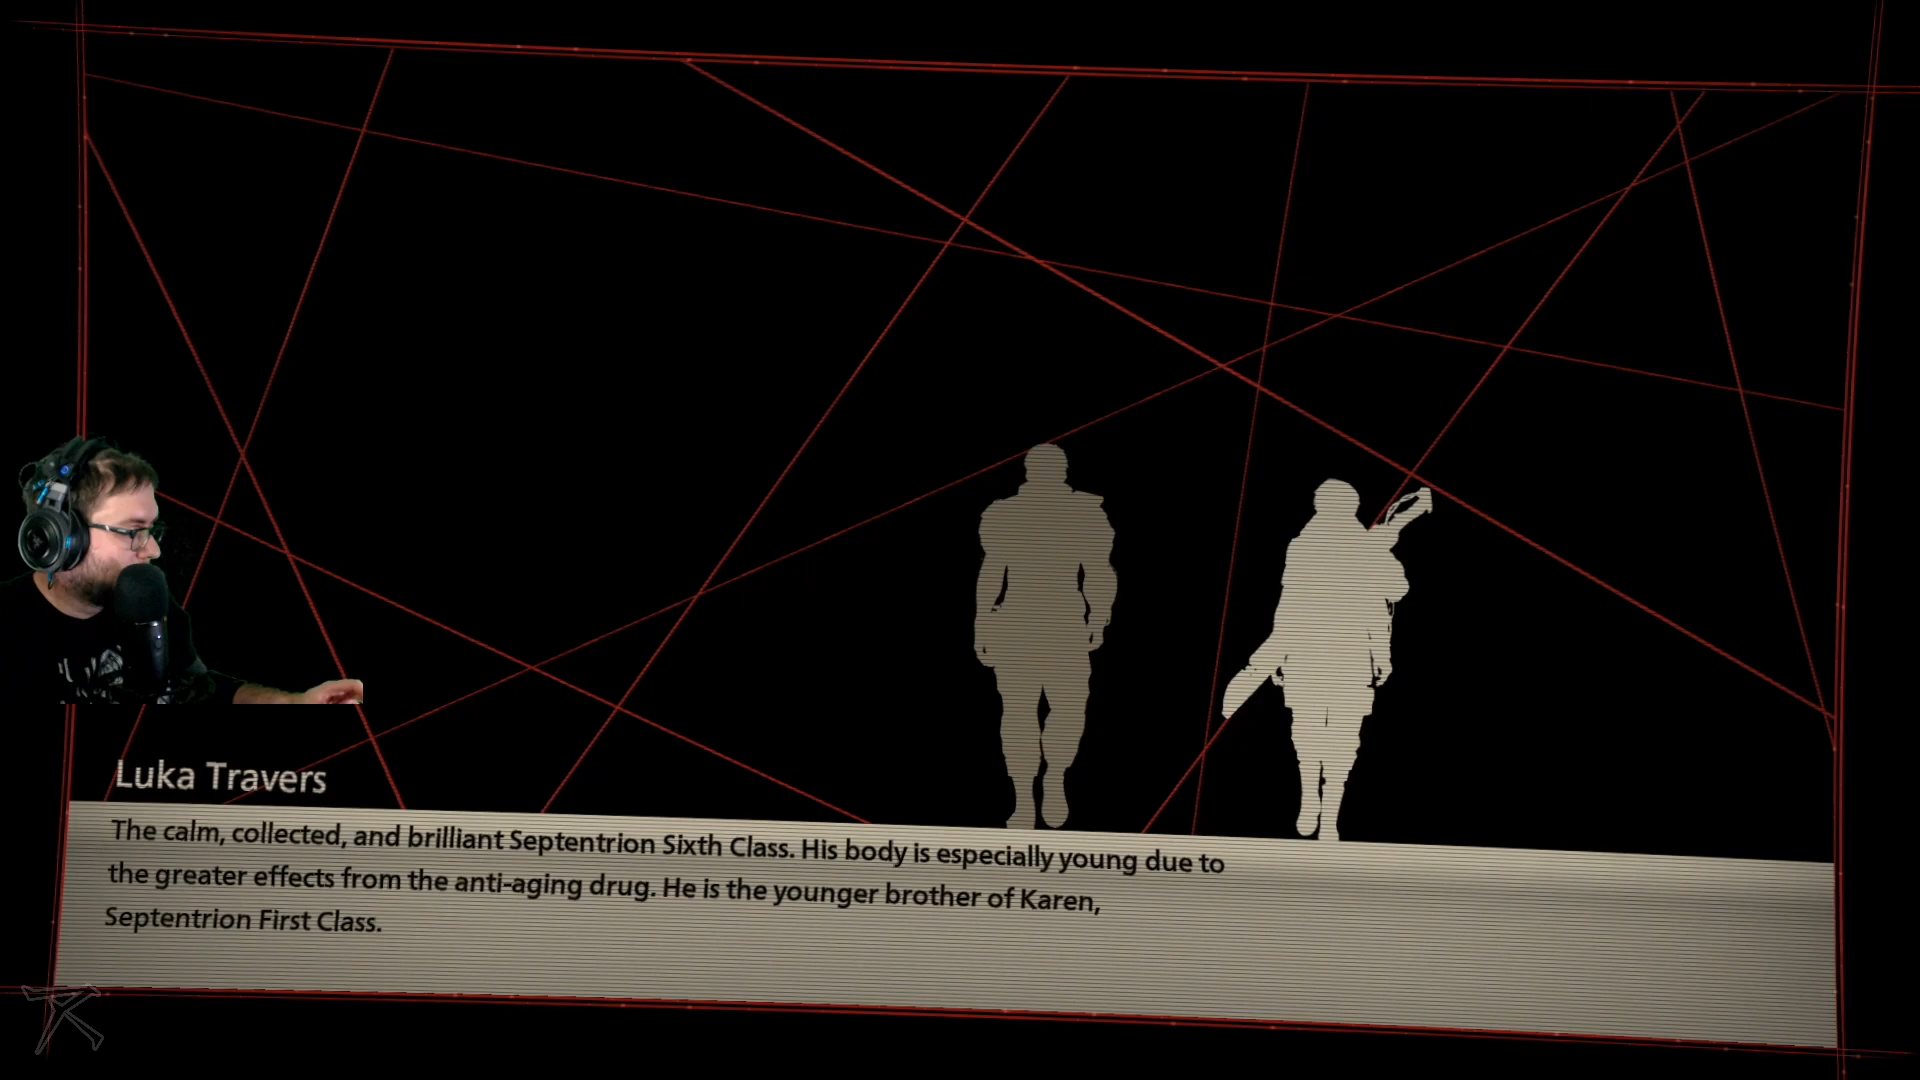 Luka Travers
The calm, collected, and brilliant Septentrion Sixth Class. His body is especially young due to
the greater effects from the anti-aging drug. He is the younger brother of Karen,
Septentrion First Class.